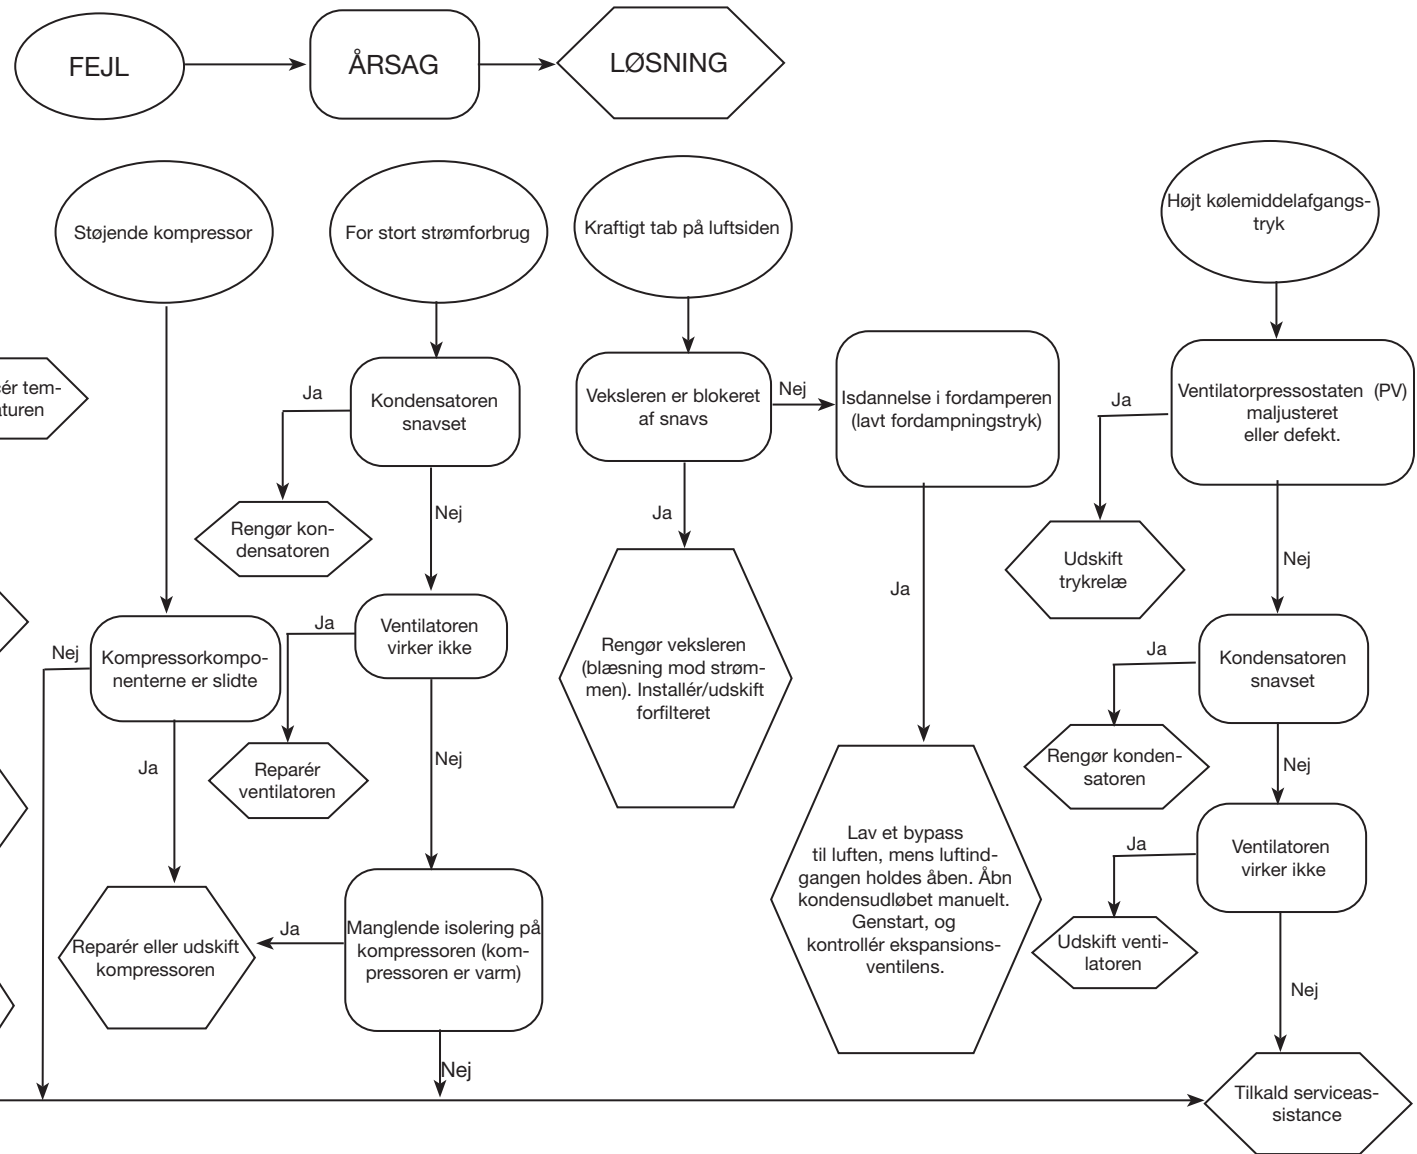 FEJL
ÅRSAG
LØSNING
Støjende kompressor
For stort strømforbrug
Kraftigt tab på luftsiden
Højt kølemiddelafgangs-
tryk
Ja
Kondensatoren
snavset
Veksleren er blokeret
af snavs
Nej
Isdannelse i fordamperen
(lavt fordampningstryk)
Ja
Ventilatorpressostaten (PV)
maljusteret
eller defekt.
ér tem-
turen
Rengør kon-
densatoren
Nej
Ja
Ja
Udskift
trykrelæ
Nej
Nej
Kompressorkompo-
nenterne er slidte
Ja
Ventilatoren
virker ikke
Rengør veksleren
(blæsning mod strøm-
men). Installér/udskift
forfilteret
Ja
Kondensatoren
snavset
Ja
Reparér
ventilatoren
Nej
Rengør konden-
satoren
Nej
Lav et bypass
til luften, mens luftind-
gangen holdes åben. Åbn
kondensudløbet manuelt.
Genstart, og
kontrollér ekspansions-
ventilens.
Ja
Ventilatoren
virker ikke
Reparér eller udskift
kompressoren
Ja
Manglende isolering på
kompressoren (kom-
pressoren er varm)
Udskift venti-
latoren
Nej
Nej
Tilkald serviceas-
sistance